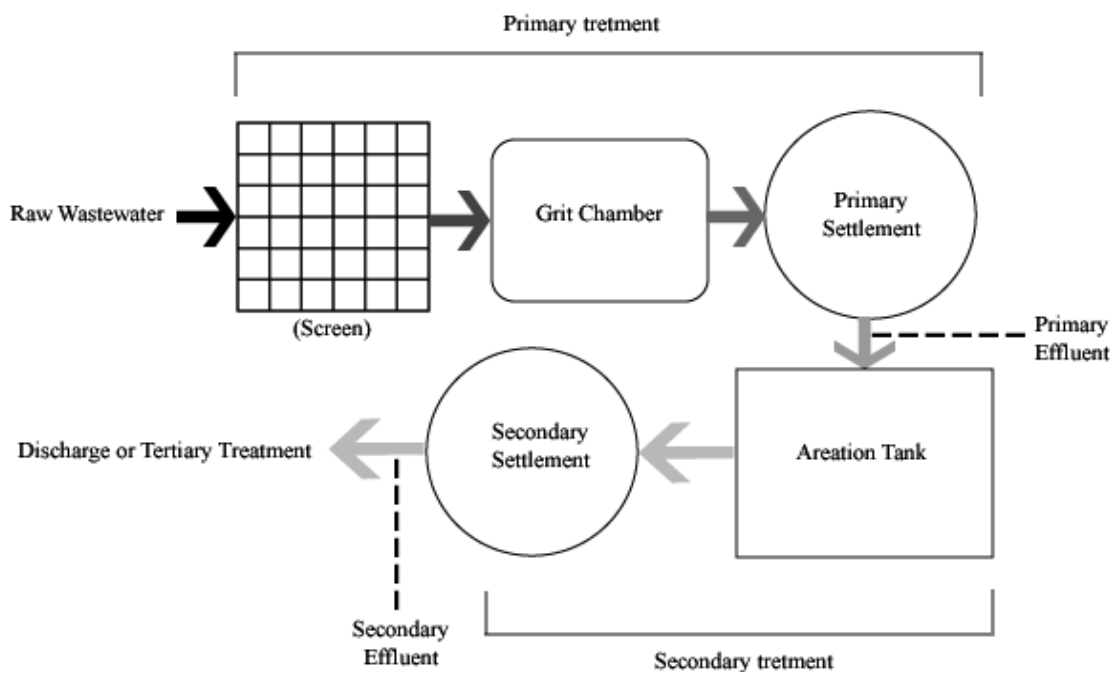 Primary tretment
Raw Wastewater
(Screen)
Grit Chamber
Primary
Settlement
Primary
Effluent
Areation Tank
Secondary
Settlement
Discharge or Tertiary Treatment
Secondary
Effluent
Secondary tretment